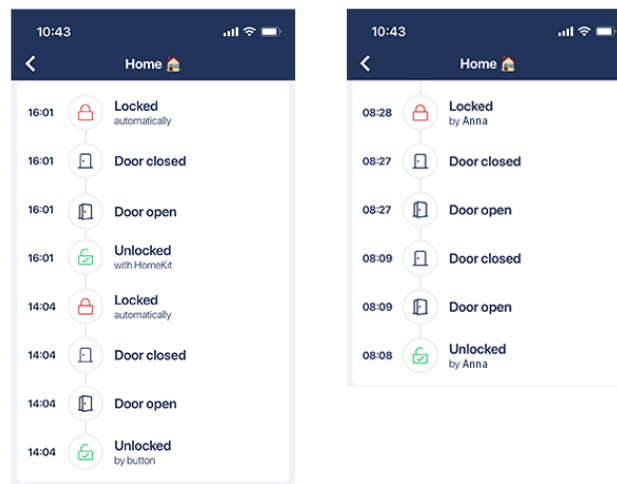 10:43
Home 🏠
16:01 Locked
automatically
16:01 Door closed
16:01 Door open
16:01 Unlocked
with HomeKit
14:04 Locked
automatically
14:04 Door closed
14:04 Door open
14:04 Unlocked
by button
10:43
Home 🏠
08:28 Locked
by Anna
08:27 Door closed
08:27 Door open
08:09 Door closed
08:09 Door open
08:08 Unlocked
by Anna